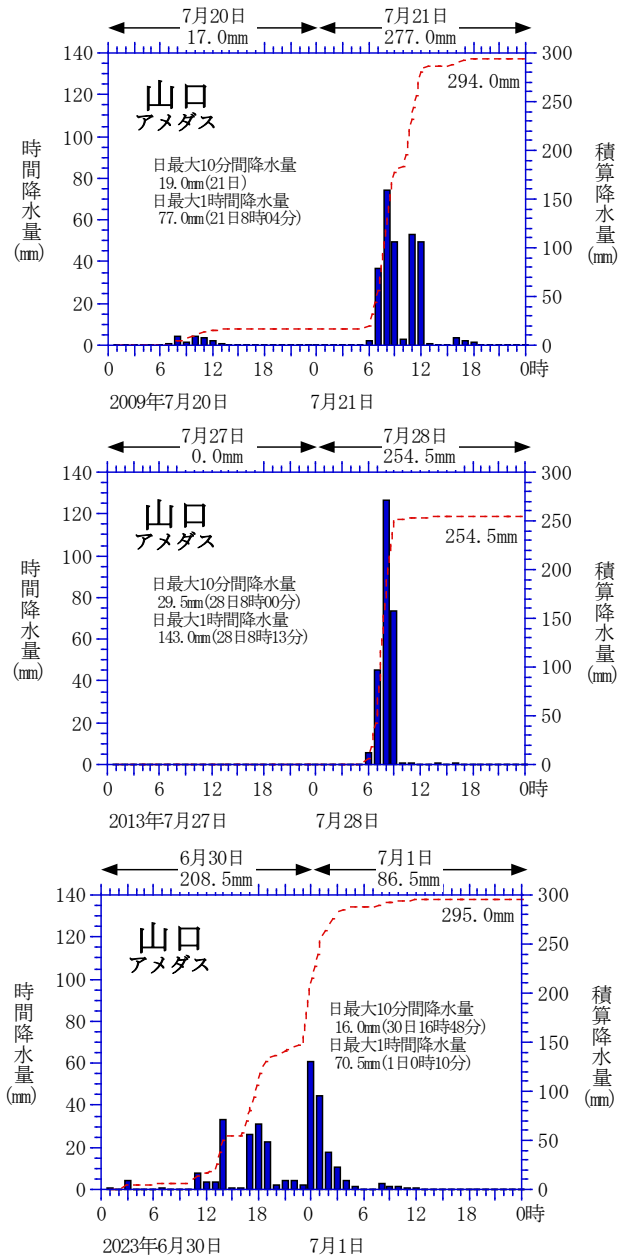 7月20日 7月21日
17.0mm 277.0mm
140 300
120 250
100 200
80 150
60 100
40 50
20 0
0
時間降水量(mm)
積算降水量(mm)
山口
アメダス
294.0mm
日最大10分間降水量
19.0mm(21日)
日最大1時間降水量
77.0mm(21日8時04分)
0 6 12 18 0 6 12 18 0時
2009年7月20日 7月21日
7月27日 7月28日
0.0mm 254.5mm
140 300
120 250
100 200
80 150
60 100
40 50
20 0
0
時間降水量(mm)
積算降水量(mm)
山口
アメダス
254.5mm
日最大10分間降水量
29.5mm(28日8時00分)
日最大1時間降水量
143.0mm(28日8時13分)
0 6 12 18 0 6 12 18 0時
2013年7月27日 7月28日
6月30日 7月1日
208.5mm 86.5mm
140 300
120 250
100 200
80 150
60 100
40 50
20 0
0
時間降水量(mm)
積算降水量(mm)
山口
アメダス
295.0mm
日最大10分間降水量
16.0mm(30日16時48分)
日最大1時間降水量
70.5mm(1日0時10分)
0 6 12 18 0 6 12 18 0時
2023年6月30日 7月1日